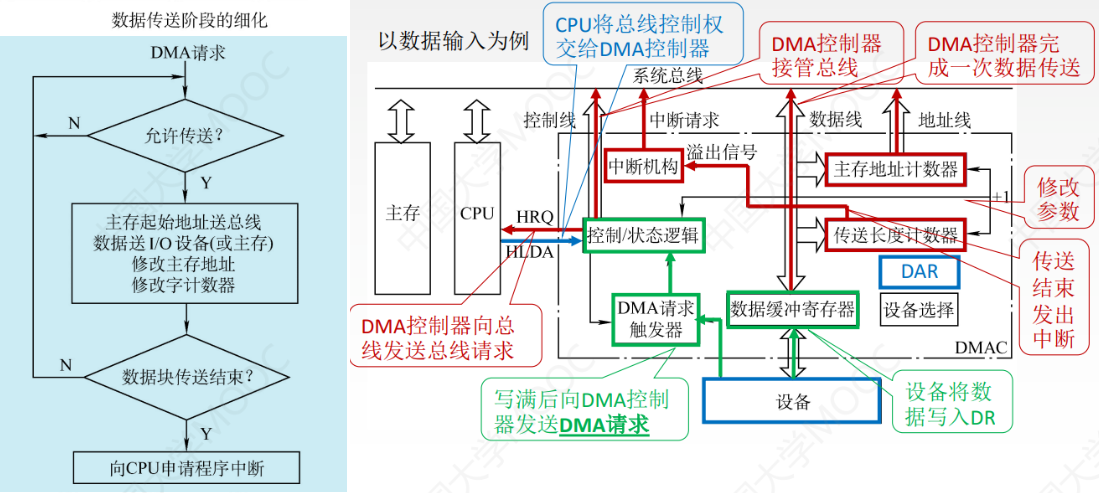 数据传送阶段的细化
DMA请求
允许传送？
N
Y
主存起始地址送总线
数据送 I/O 设备(或主存)
修改主存地址
修改字计数器
N
数据块传送结束？
Y
向CPU申请程序中断
以数据输入为例
CPU将总线控制权
交给DMA控制器
DMA控制器
接管总线
DMA控制器完
成一次数据传送
系统总线
控制线
中断请求
数据线
地址线
溢出信号
中断机构
主存地址计数器
主存
CPU
HRQ
HLDA
控制/状态逻辑
+1
修改
参数
传送长度计数器
DAR
传送
结束
发出
中断
DMA请求
触发器
数据缓冲寄存器
设备选择
DMAC
DMA控制器向总
线发送总线请求
写满后向DMA控制
器发送DMA请求
设备
设备将数
据写入DR
中国大学MOOC